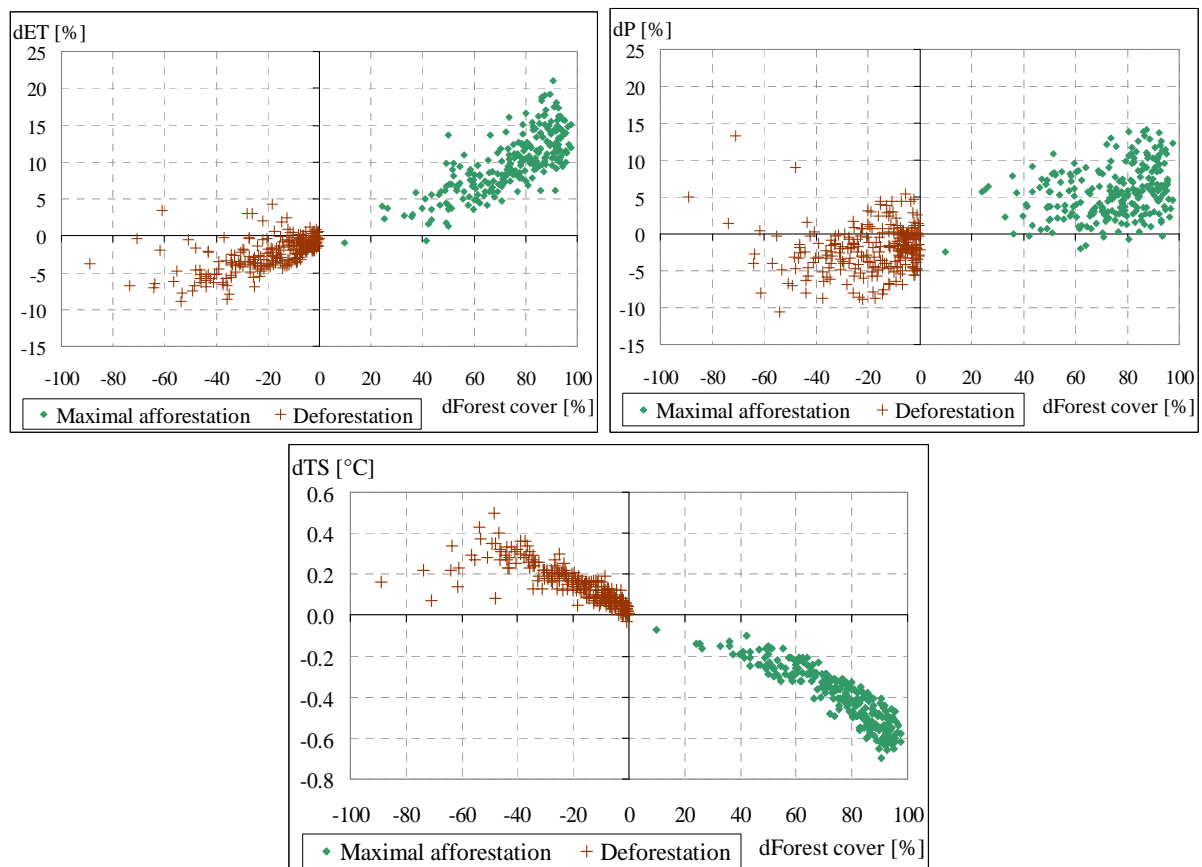 dET [%]
25
20
15
10
5
0
-5
-10
-15
-100 -80 -60 -40 -20 0 20 40 60 80 100
Maximal afforestation Deforestation dForest cover [%]
dP [%]
25
20
15
10
5
0
-5
-10
-15
-100 -80 -60 -40 -20 0 20 40 60 80 100
Maximal afforestation Deforestation dForest cover [%]
dTS [°C]
0.6
0.4
0.2
0.0
-0.2
-0.4
-0.6
-0.8
-100 -80 -60 -40 -20 0 20 40 60 80 100
Maximal afforestation Deforestation dForest cover [%]